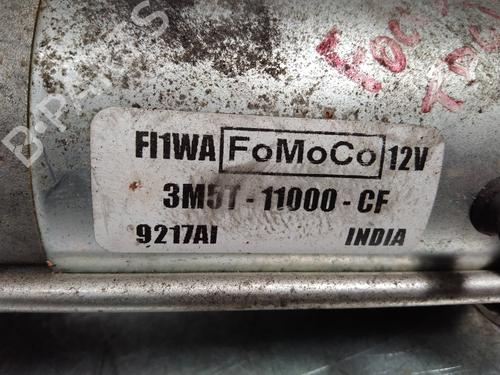 B-PARTS
FI1WA FoMoCo 12V
3M5T - 11000 - CF
9217AI INDIA